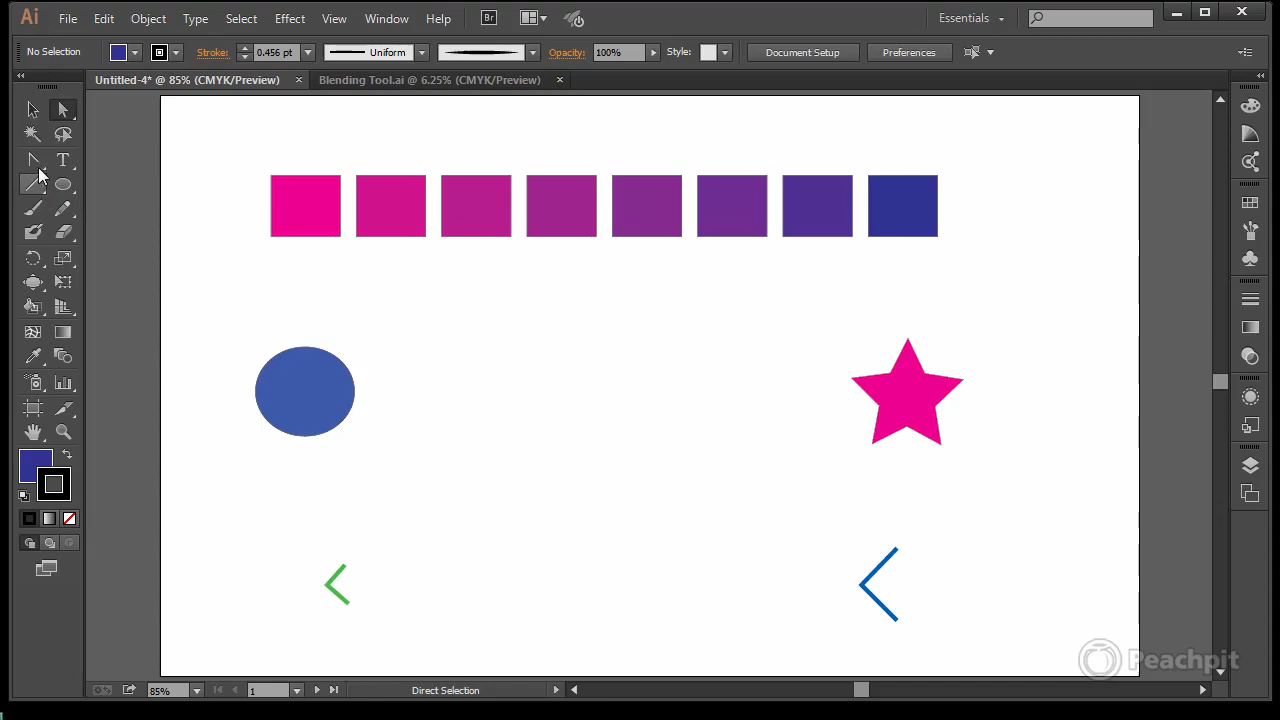 Ai File Edit Object Type Select Effect View Window Help Br Essentials
No Selection Stroke: 0.456 pt Uniform Opacity: 100% Style: Document Setup Preferences
Untitled-4* @ 85% (CMYK/Preview) × Blending Tool.ai @ 6.25% (CMYK/Preview) ×
T
Peachpit
85% 1 Direct Selection